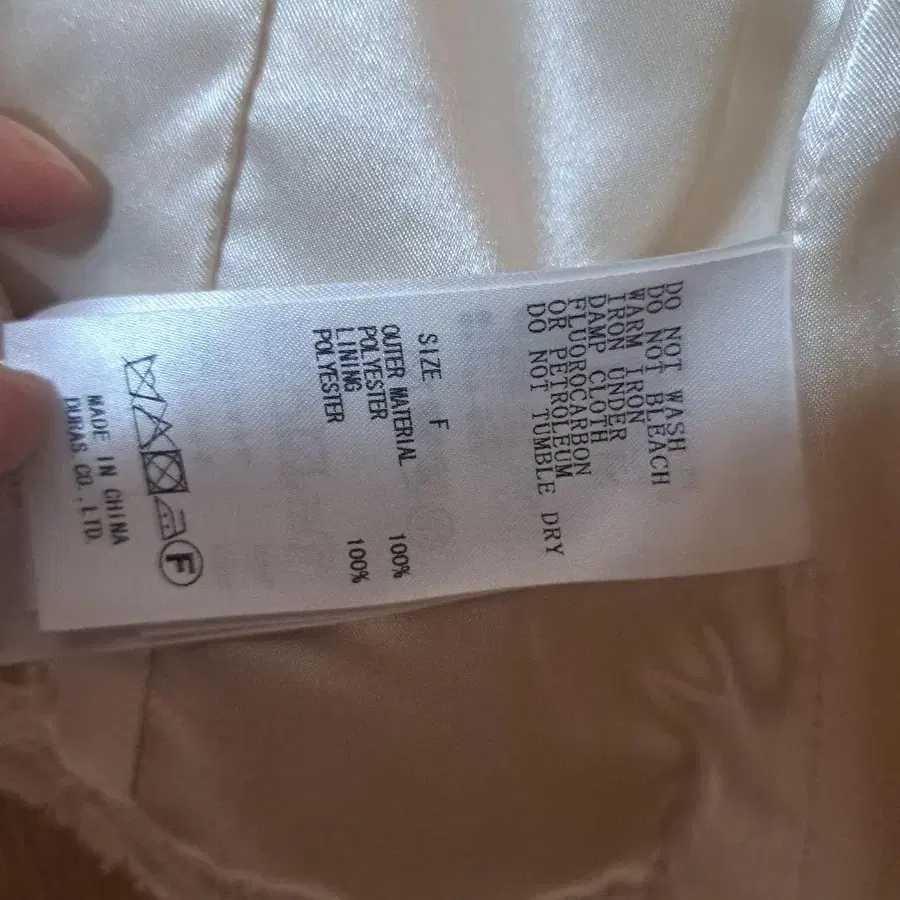 DO NOT WASH
DO NOT BLEACH
WARM IRON
IRON UNDER
DAMP CLOTH
FLUOROCARBON
OR PETROLEUM
DO NOT TUMBLE DRY
SIZE F
OUTER MATERIAL
POLYESTER 100%
LINING
POLYESTER 100%
F
MADE IN CHINA
DURAS CO.,LTD.